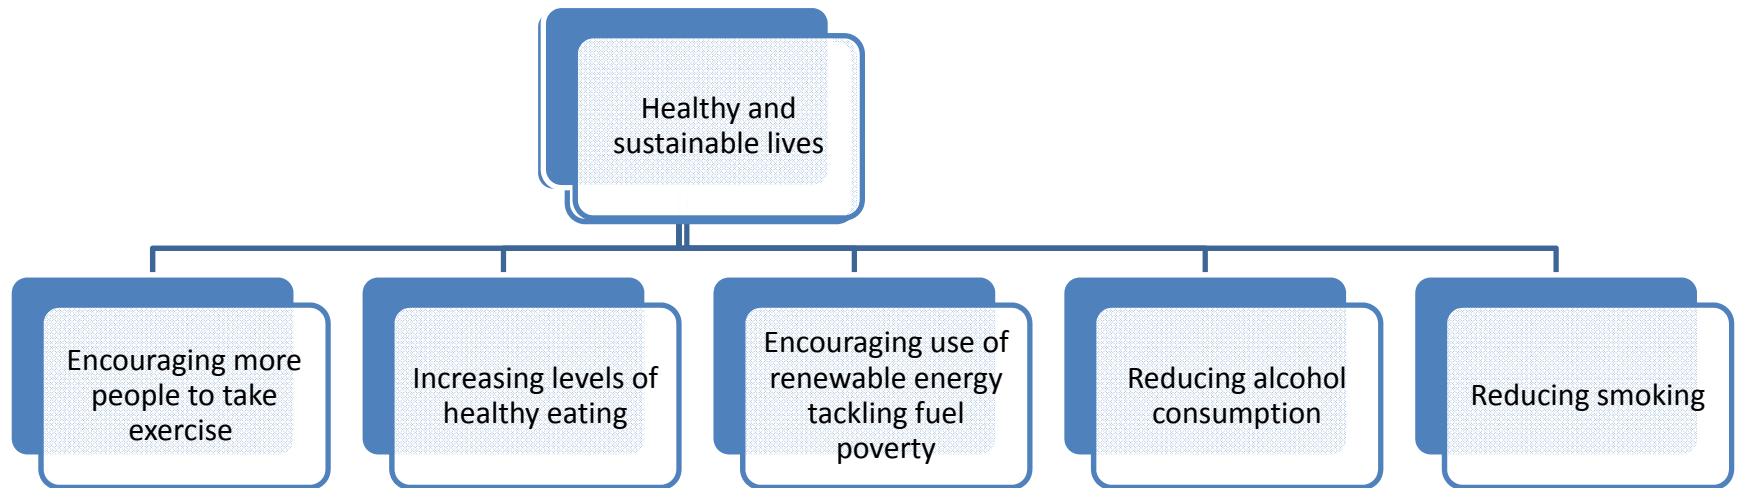 Healthy and
sustainable lives
Encouraging more
people to take
exercise
Increasing levels of
healthy eating
Encouraging use of
renewable energy
tackling fuel
poverty
Reducing alcohol
consumption
Reducing smoking